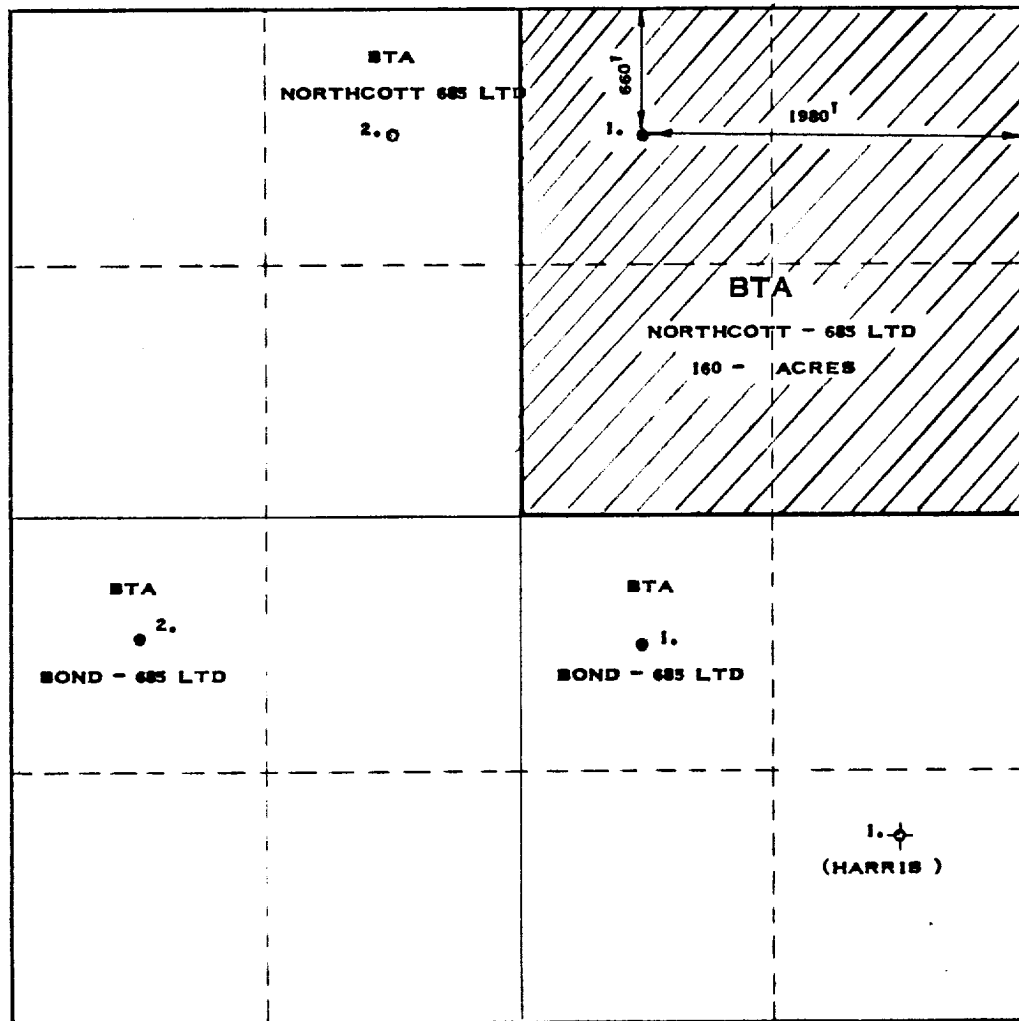 BTA
NORTHCOTT 685 LTD
2.
660'
1.
1980'
BTA
NORTHCOTT - 685 LTD
160 - ACRES
BTA
2.
BOND - 685 LTD
BTA
1.
BOND - 685 LTD
1.
(HARRIS )